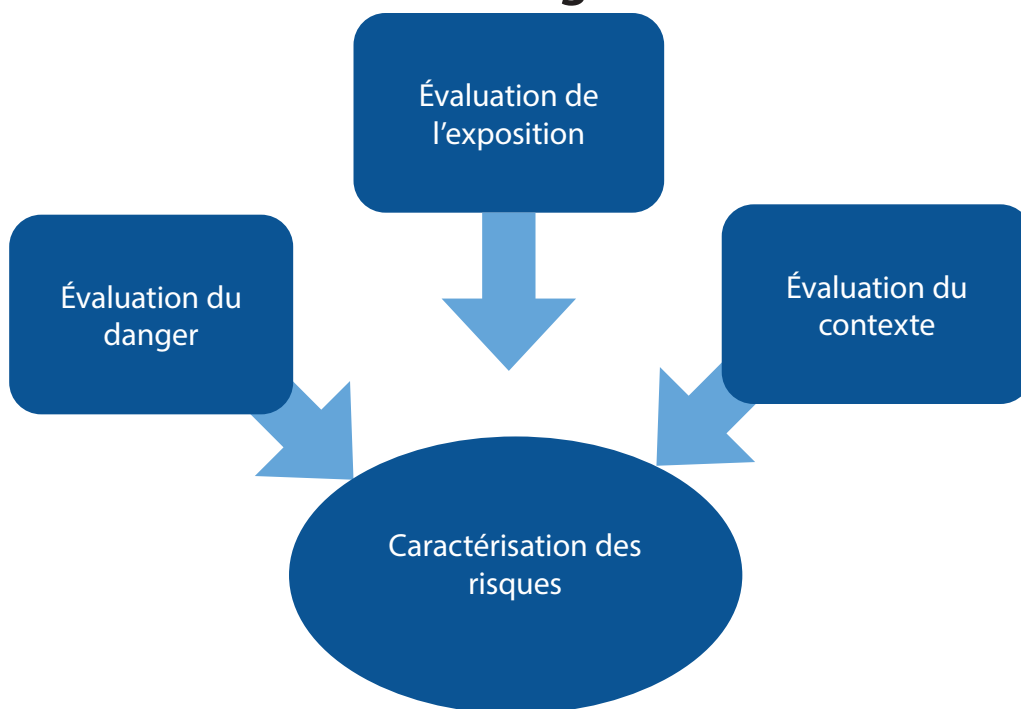 Évaluation de
l’exposition
Évaluation du
danger
Évaluation du
contexte
Caractérisation des
risques